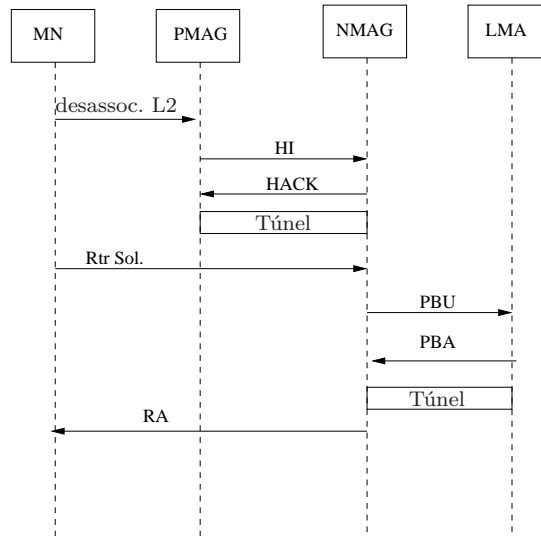 MN
PMAG
NMAG
LMA
desassoc. L2
HI
HACK
Túnel
Rtr Sol.
PBU
PBA
Túnel
RA